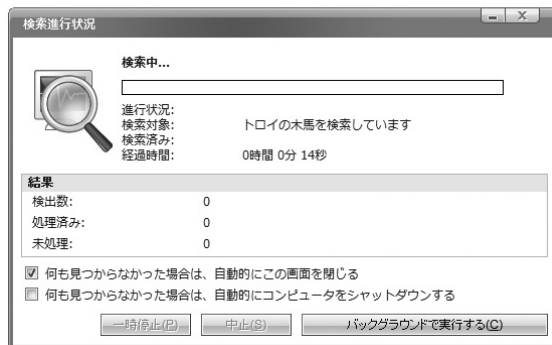 検索進行状況
検索中...
進行状況:
検索対象: トロイの木馬を検索しています
検索済み:
経過時間: 0時間 0分 14秒
結果
検出数: 0
処理済み: 0
未処理: 0
何も見つからなかった場合は、自動的にこの画面を閉じる
何も見つからなかった場合は、自動的にコンピュータをシャットダウンする
一時停止(P) 中止(S) バックグラウンドで実行する(C)